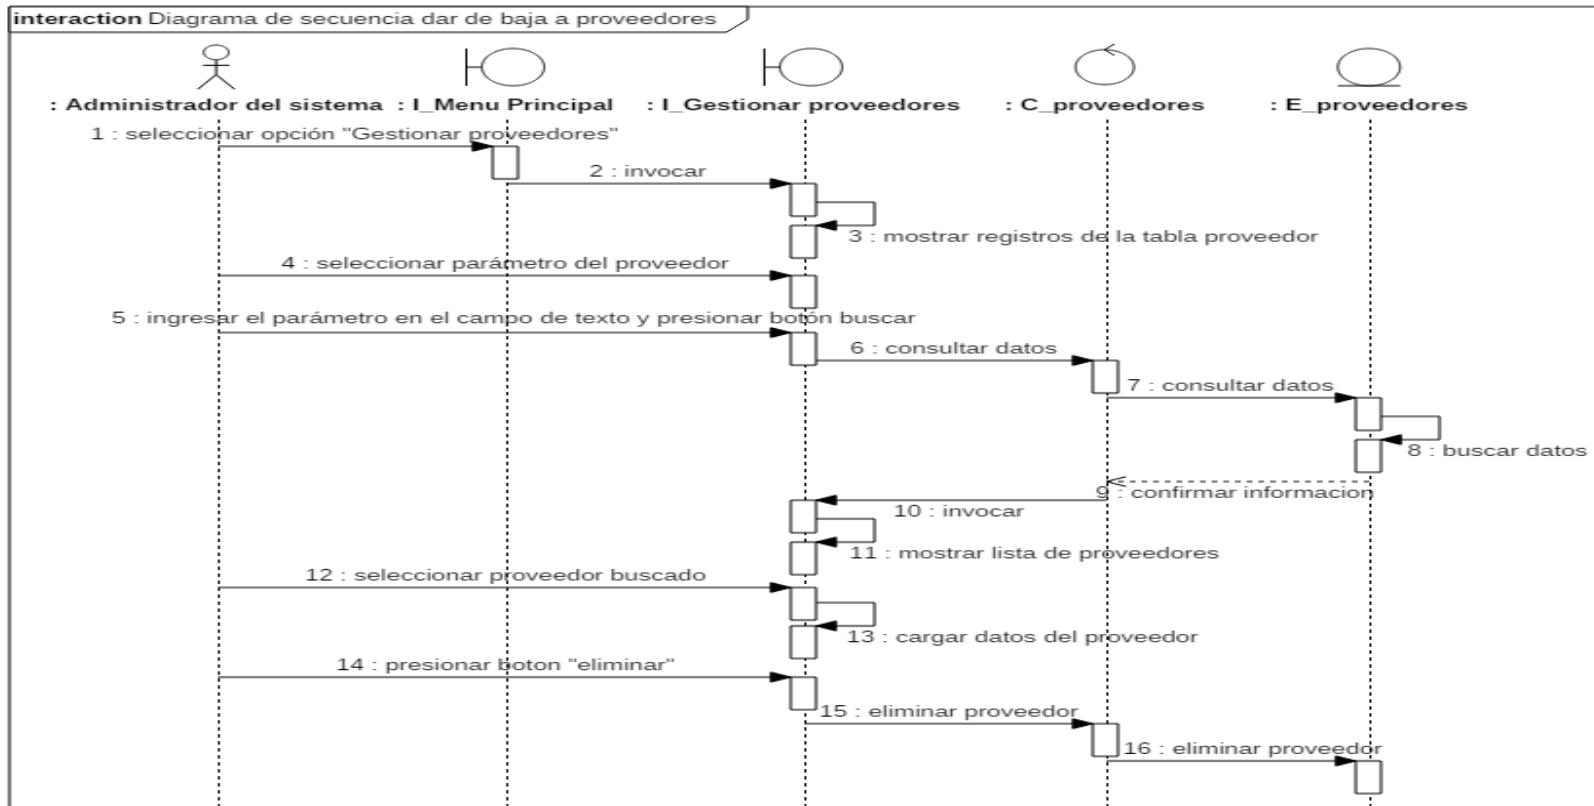 interaction Diagrama de secuencia dar de baja a proveedores
: Administrador del sistema : I_Menu Principal : I_Gestionar proveedores : C_proveedores : E_proveedores
1 : seleccionar opción "Gestionar proveedores"
2 : invocar
3 : mostrar registros de la tabla proveedor
4 : seleccionar parámetro del proveedor
5 : ingresar el parámetro en el campo de texto y presionar botón buscar
6 : consultar datos
7 : consultar datos
8 : buscar datos
9 : confirmar informacion
10 : invocar
11 : mostrar lista de proveedores
12 : seleccionar proveedor buscado
13 : cargar datos del proveedor
14 : presionar boton "eliminar"
15 : eliminar proveedor
16 : eliminar proveedor